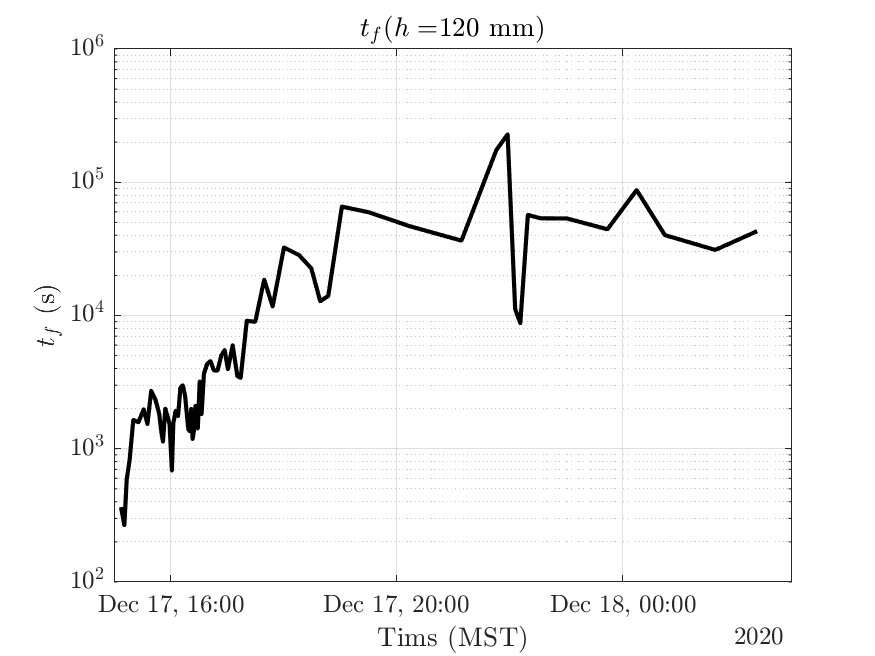 t_f(h =120 mm)
10^6
10^5
10^4
10^3
10^2
t_f (s)
Dec 17, 16:00 Dec 17, 20:00 Dec 18, 00:00
Tims (MST) 2020